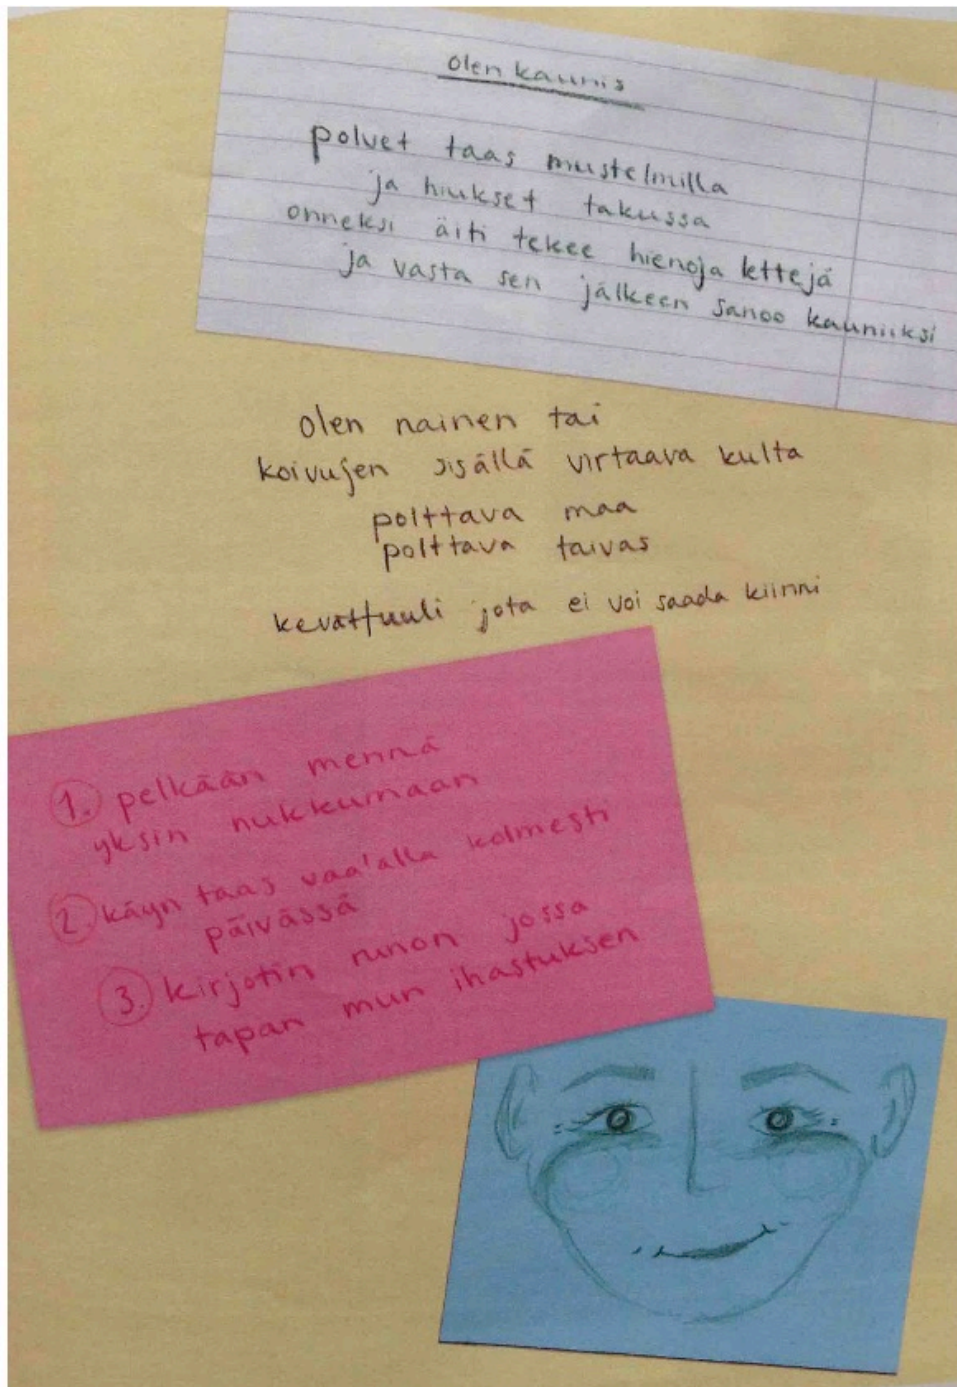 olen kaunis
polvet taas mustelmilla
ja hiukset takussa
onneksi äiti tekee hienoja lettejä
ja vasta sen jälkeen sanoo kauniiksi
olen nainen tai
koivujen sisällä virtaava kulta
polttava maa
polttava taivas
kevättuuli jota ei voi saada kiinni
1. pelkään mennä
yksin nukkumaan
2. käyn taas vaa'alla kolmesti
päivässä
3. kirjotin runon jossa
tapan mun ihastuksen